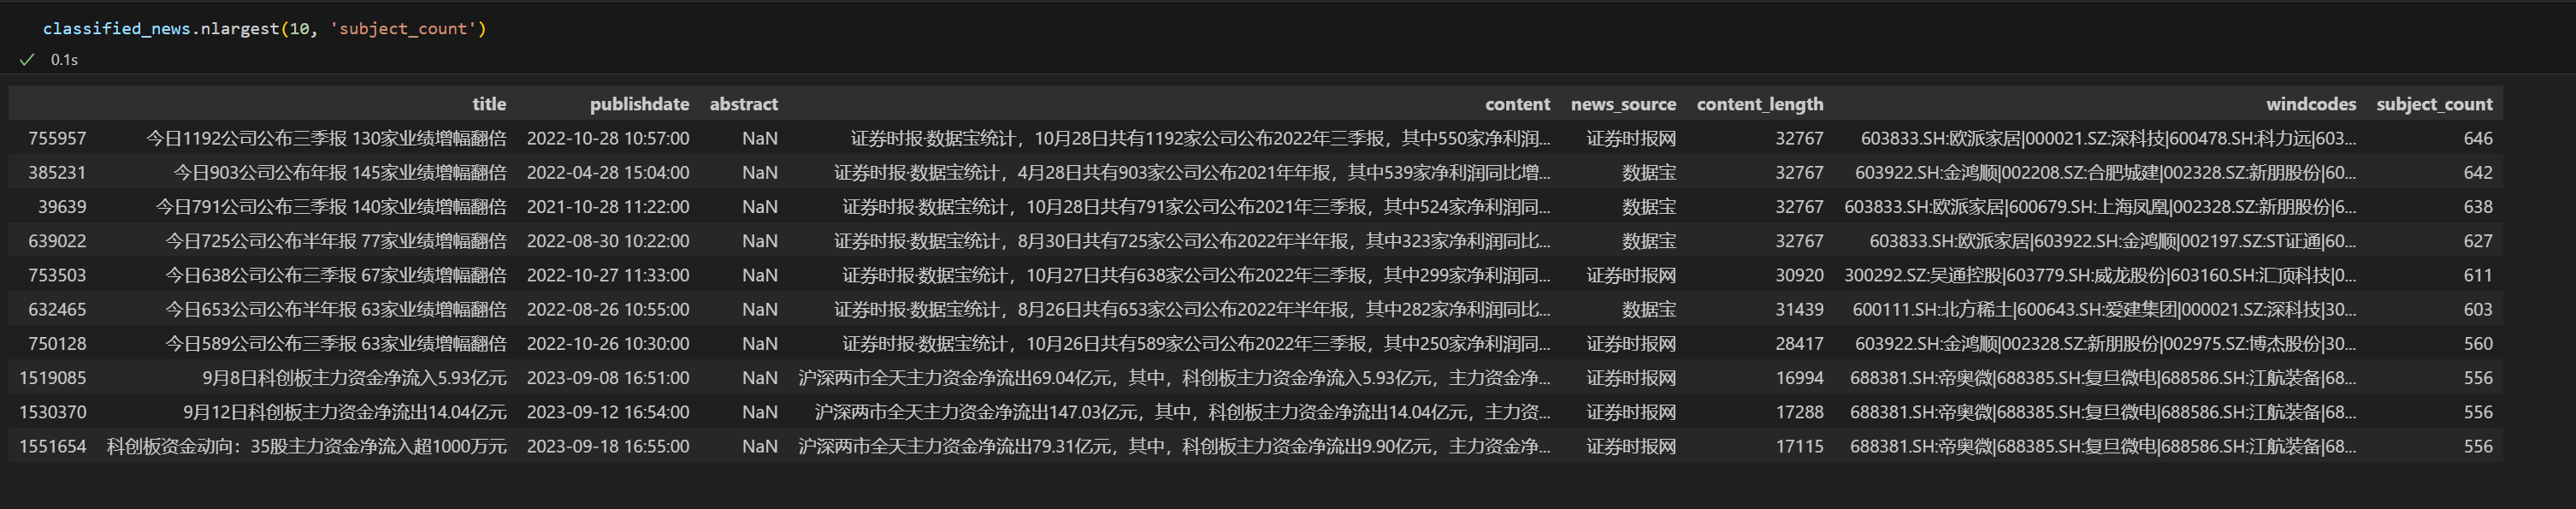 classified_news.nlargest(10, 'subject_count')
0.1s
title publishdate abstract content news_source content_length windcodes subject_count
755957 今日1192公司公布三季报 130家业绩增幅翻倍 2022-10-28 10:57:00 NaN 证券时报·数据宝统计，10月28日共有1192家公司公布2022年三季报，其中550家净利润... 证券时报网 32767 603833.SH:欧派家居|000021.SZ:深科技|600478.SH:科力远|603... 646
385231 今日903公司公布年报 145家业绩增幅翻倍 2022-04-28 15:04:00 NaN 证券时报·数据宝统计，4月28日共有903家公司公布2021年年报，其中539家净利润同比增... 数据宝 32767 603922.SH:金鸿顺|002208.SZ:合肥城建|002328.SZ:新朋股份|60... 642
39639 今日791公司公布三季报 140家业绩增幅翻倍 2021-10-28 11:22:00 NaN 证券时报·数据宝统计，10月28日共有791家公司公布2021年三季报，其中524家净利润同... 数据宝 32767 603833.SH:欧派家居|600679.SH:上海凤凰|002328.SZ:新朋股份|6... 638
639022 今日725公司公布半年报 77家业绩增幅翻倍 2022-08-30 10:22:00 NaN 证券时报·数据宝统计，8月30日共有725家公司公布2022年半年报，其中323家净利润同比... 数据宝 32767 603833.SH:欧派家居|603922.SH:金鸿顺|002197.SZ:ST证通|60... 627
753503 今日638公司公布三季报 67家业绩增幅翻倍 2022-10-27 11:33:00 NaN 证券时报·数据宝统计，10月27日共有638家公司公布2022年三季报，其中299家净利润同... 证券时报网 30920 300292.SZ:吴通控股|603779.SH:威龙股份|603160.SH:汇顶科技|0... 611
632465 今日653公司公布半年报 63家业绩增幅翻倍 2022-08-26 10:55:00 NaN 证券时报·数据宝统计，8月26日共有653家公司公布2022年半年报，其中282家净利润同比... 数据宝 31439 600111.SH:北方稀土|600643.SH:爱建集团|000021.SZ:深科技|30... 603
750128 今日589公司公布三季报 63家业绩增幅翻倍 2022-10-26 10:30:00 NaN 证券时报·数据宝统计，10月26日共有589家公司公布2022年三季报，其中250家净利润同... 证券时报网 28417 603922.SH:金鸿顺|002328.SZ:新朋股份|002975.SZ:博杰股份|30... 560
1519085 9月8日科创板主力资金净流入5.93亿元 2023-09-08 16:51:00 NaN 沪深两市全天主力资金净流出69.04亿元，其中，科创板主力资金净流入5.93亿元，主力资金净... 证券时报网 16994 688381.SH:帝奥微|688385.SH:复旦微电|688586.SH:江航装备|68... 556
1530370 9月12日科创板主力资金净流出14.04亿元 2023-09-12 16:54:00 NaN 沪深两市全天主力资金净流出147.03亿元，其中，科创板主力资金净流出14.04亿元，主力资... 证券时报网 17288 688381.SH:帝奥微|688385.SH:复旦微电|688586.SH:江航装备|68... 556
1551654 科创板资金动向：35股主力资金净流入超1000万元 2023-09-18 16:55:00 NaN 沪深两市全天主力资金净流出79.31亿元，其中，科创板主力资金净流出9.90亿元，主力资金净... 证券时报网 17115 688381.SH:帝奥微|688385.SH:复旦微电|688586.SH:江航装备|68... 556